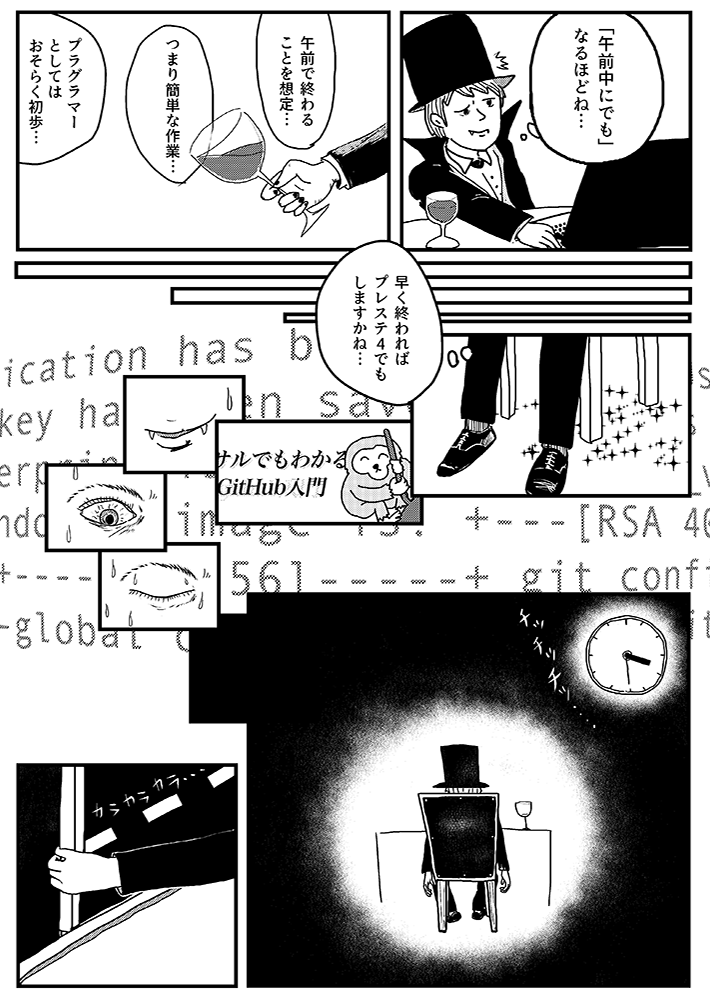 「午前中にでも」
なるほどね…
午前で終わる
ことを想定…
つまり簡単な作業…
プラグラマー
としては
おそらく初歩…
早く終われば
プレステ4でも
しますかね…
ication has b
key ha
en sav
サルでもわかる
GitHub入門
erprin
ndo
image is:
+---[RSA 40
+----
56]-----+
git conf
-global
チッ
チッ
チッ...
カラカラカラ...